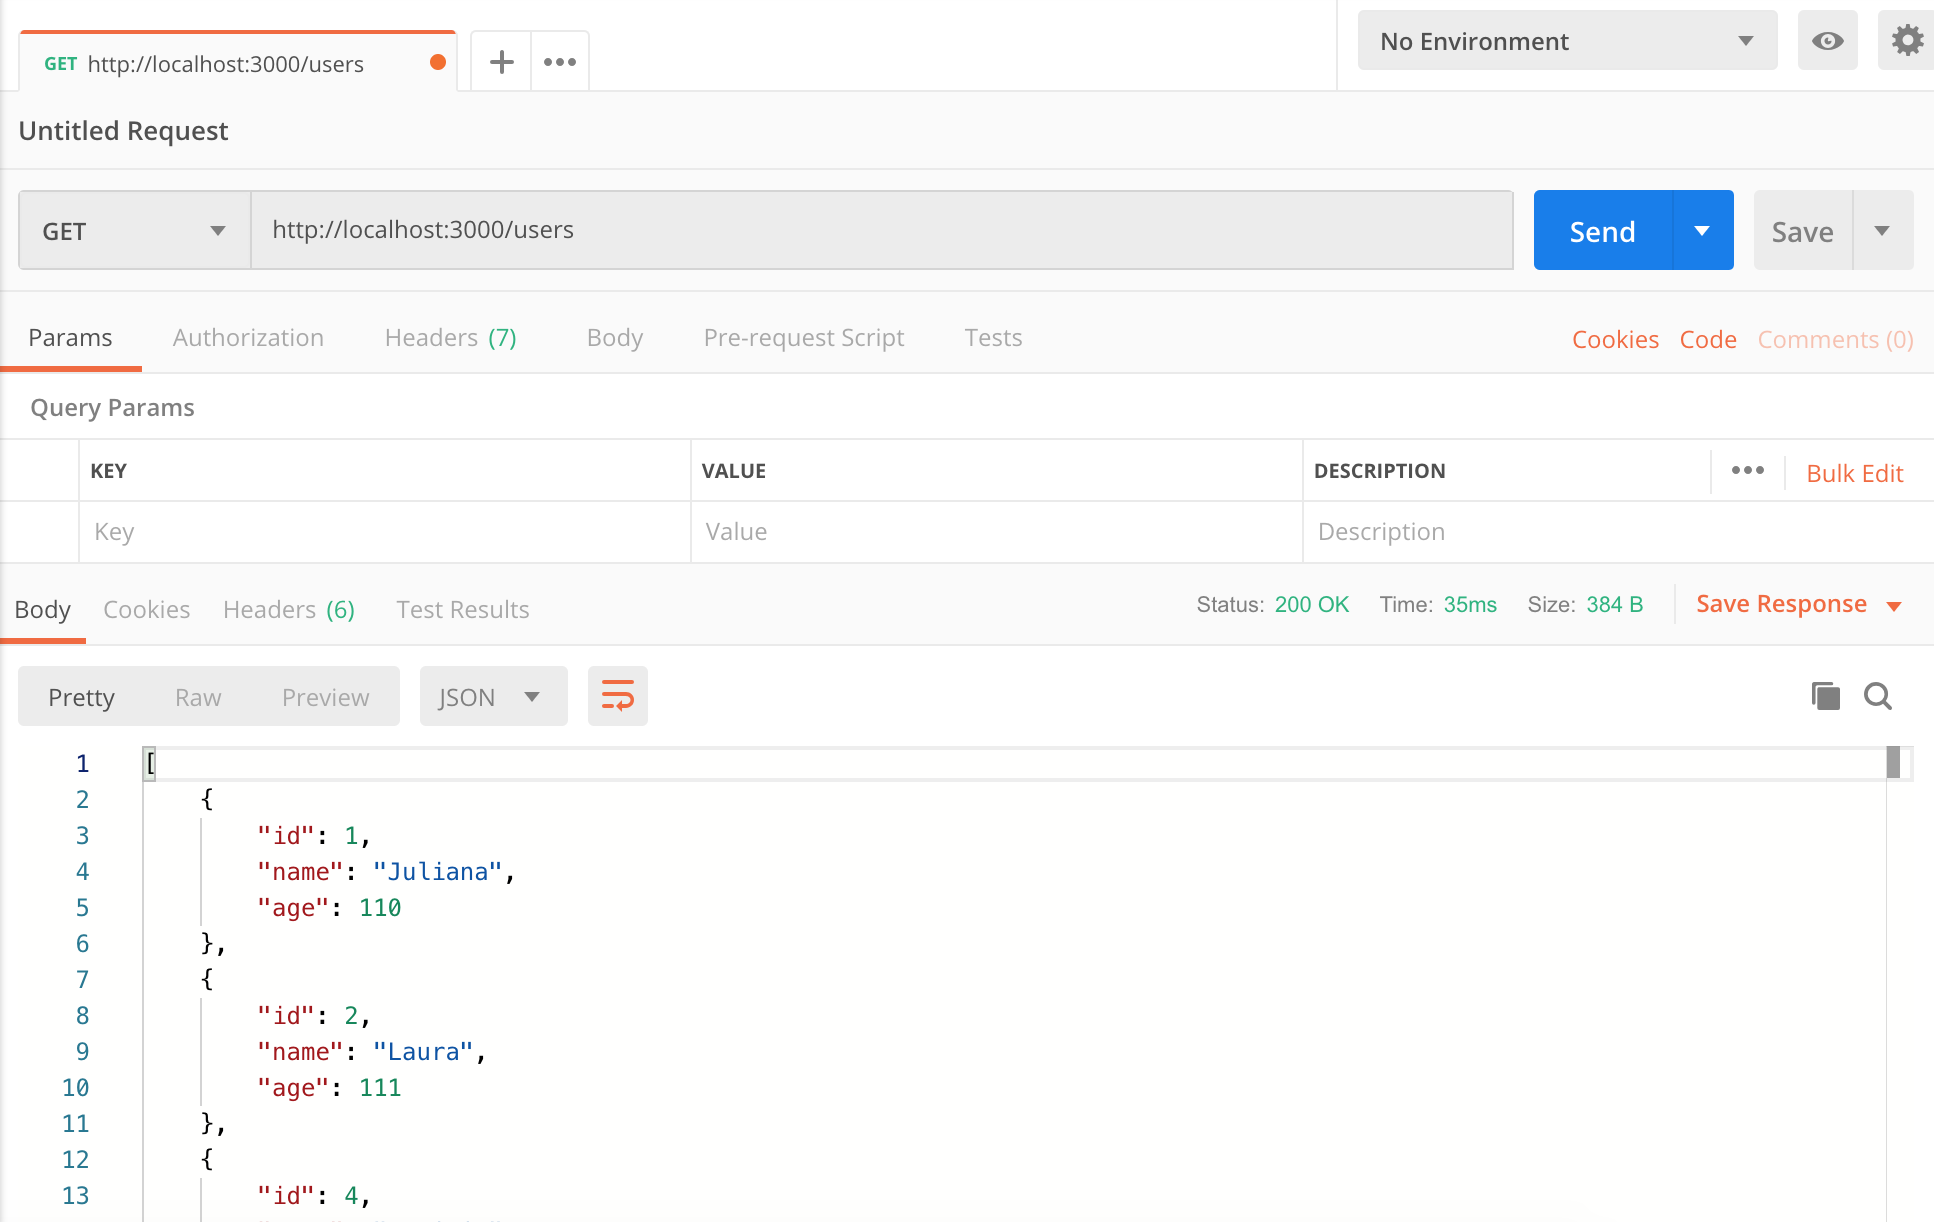 GET http://localhost:3000/users
No Environment
Untitled Request
GET http://localhost:3000/users Send Save
Params Authorization Headers (7) Body Pre-request Script Tests Cookies Code Comments (0)
Query Params
KEY VALUE DESCRIPTION Bulk Edit
Key Value Description
Body Cookies Headers (6) Test Results Status: 200 OK Time: 35ms Size: 384 B Save Response
Pretty Raw Preview JSON
1 [
2 {
3 "id": 1,
4 "name": "Juliana",
5 "age": 110
6 },
7 {
8 "id": 2,
9 "name": "Laura",
10 "age": 111
11 },
12 {
13 "id": 4,